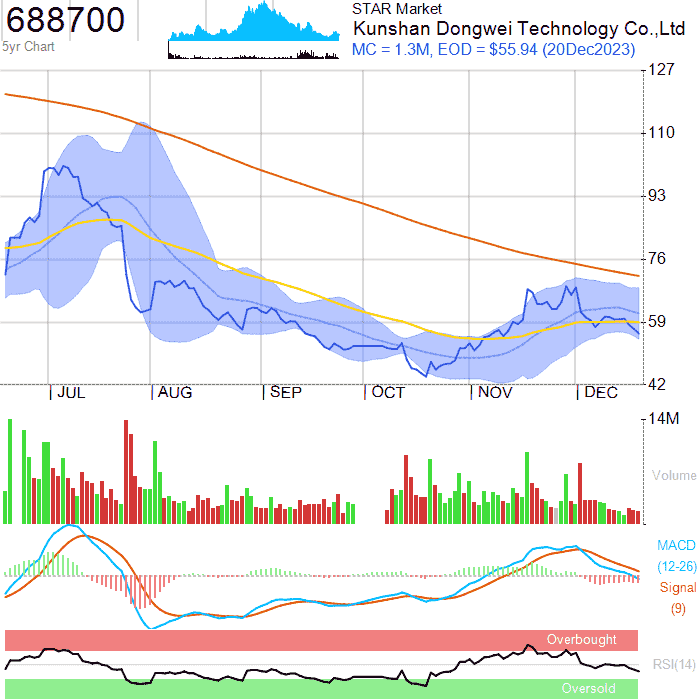 688700
5yr Chart
STAR Market
Kunshan Dongwei Technology Co.,Ltd
MC = 1.3M, EOD = $55.94 (20Dec2023)
127
110
93
76
59
42
JUL
AUG
SEP
OCT
NOV
DEC
14M
Volume
MACD
(12-26)
Signal
(9)
Overbought
RSI(14)
Oversold